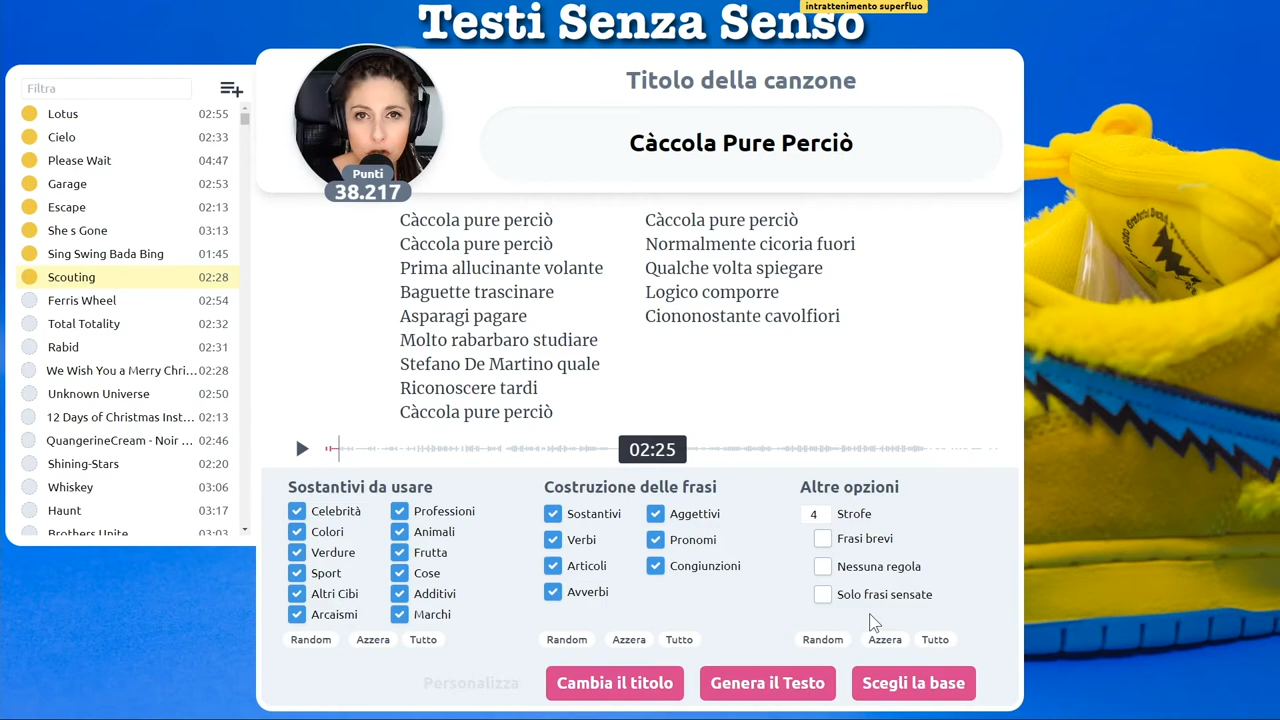 intrattenimento superfluo
Testi Senza Senso
Filtra
Lotus 02:55
Cielo 02:33
Please Wait 04:47
Garage 02:53
Escape 02:13
She s Gone 03:13
Sing Swing Bada Bing 01:45
Scouting 02:28
Ferris Wheel 02:54
Total Totality 02:32
Rabid 02:31
We Wish You a Merry Chri... 02:28
Unknown Universe 02:50
12 Days of Christmas Inst... 02:13
QuangerineCream - Noir ... 02:46
Shining-Stars 02:20
Whiskey 03:06
Haunt 03:17
Brothers Unite 03:03
Punti
38.217
Titolo della canzone
Càccola Pure Perciò
Càccola pure perciò
Càccola pure perciò
Prima allucinante volante
Baguette trascinare
Asparagi pagare
Molto rabarbaro studiare
Stefano De Martino quale
Riconoscere tardi
Càccola pure perciò
Càccola pure perciò
Normalmente cicoria fuori
Qualche volta spiegare
Logico comporre
Ciononostante cavolfiori
02:25
Sostantivi da usare
Celebrità Professioni
Colori Animali
Verdure Frutta
Sport Cose
Altri Cibi Additivi
Arcaismi Marchi
Random Azzera Tutto
Costruzione delle frasi
Sostantivi Aggettivi
Verbi Pronomi
Articoli Congiunzioni
Avverbi
Random Azzera Tutto
Altre opzioni
4 Strofe
Frasi brevi
Nessuna regola
Solo frasi sensate
Random Azzera Tutto
Personalizza Cambia il titolo Genera il Testo Scegli la base